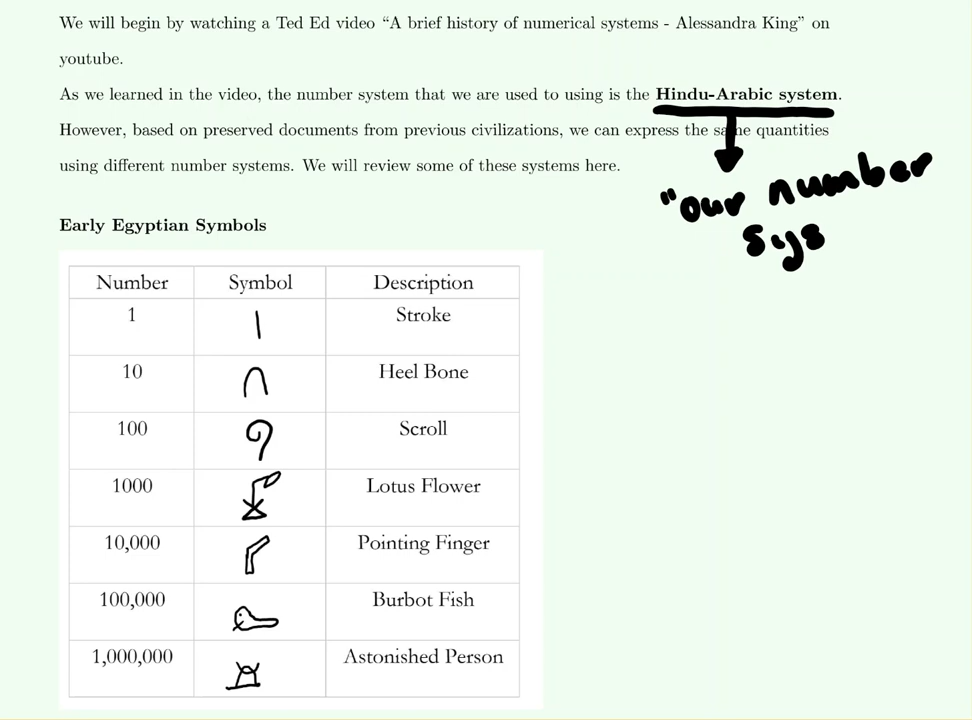 We will begin by watching a Ted Ed video “A brief history of numerical systems - Alessandra King” on
youtube.
As we learned in the video, the number system that we are used to using is the Hindu-Arabic system.
However, based on preserved documents from previous civilizations, we can express the same quantities
using different number systems. We will review some of these systems here.
"our number
sys
Early Egyptian Symbols
Number Symbol Description
1 Stroke
10 Heel Bone
100 Scroll
1000 Lotus Flower
10,000 Pointing Finger
100,000 Burbot Fish
1,000,000 Astonished Person